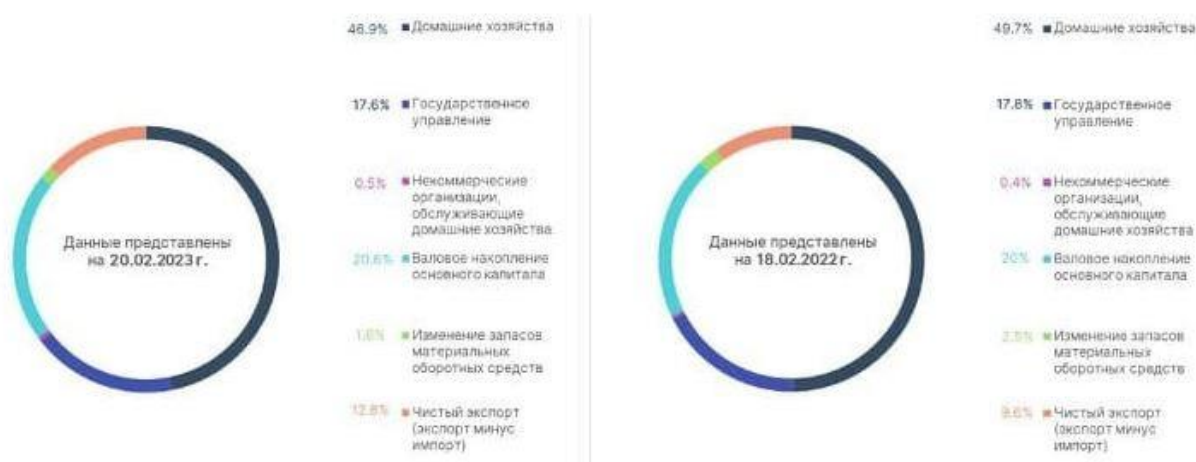 46.9% Домашние хозяйства
17.6% Государственное
управление
0.5% Некоммерческие
организации,
обслуживающие
домашние хозяйства
20.6% Валовое накопление
основного капитала
1.6% Изменение запасов
материальных
оборотных средств
12.8% Чистый экспорт
(экспорт минус
импорт)
Данные представлены
на 20.02.2023 г.
49.7% Домашние хозяйства
17.8% Государственное
управление
0.4% Некоммерческие
организации,
обслуживающие
домашние хозяйства
20% Валовое накопление
основного капитала
2.5% Изменение запасов
материальных
оборотных средств
9.6% Чистый экспорт
(экспорт минус
импорт)
Данные представлены
на 18.02.2022 г.